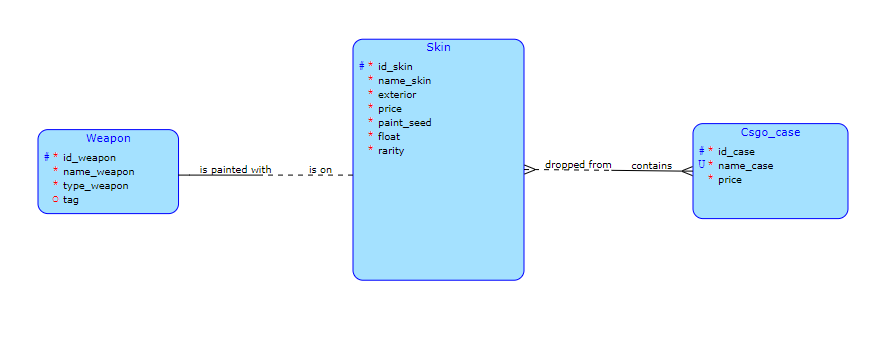 Weapon
# * id_weapon
* name_weapon
* type_weapon
o tag
is painted with
is on
Skin
# * id_skin
* name_skin
* exterior
* price
* paint_seed
* float
* rarity
dropped from
contains
Csgo_case
# * id_case
U * name_case
* price